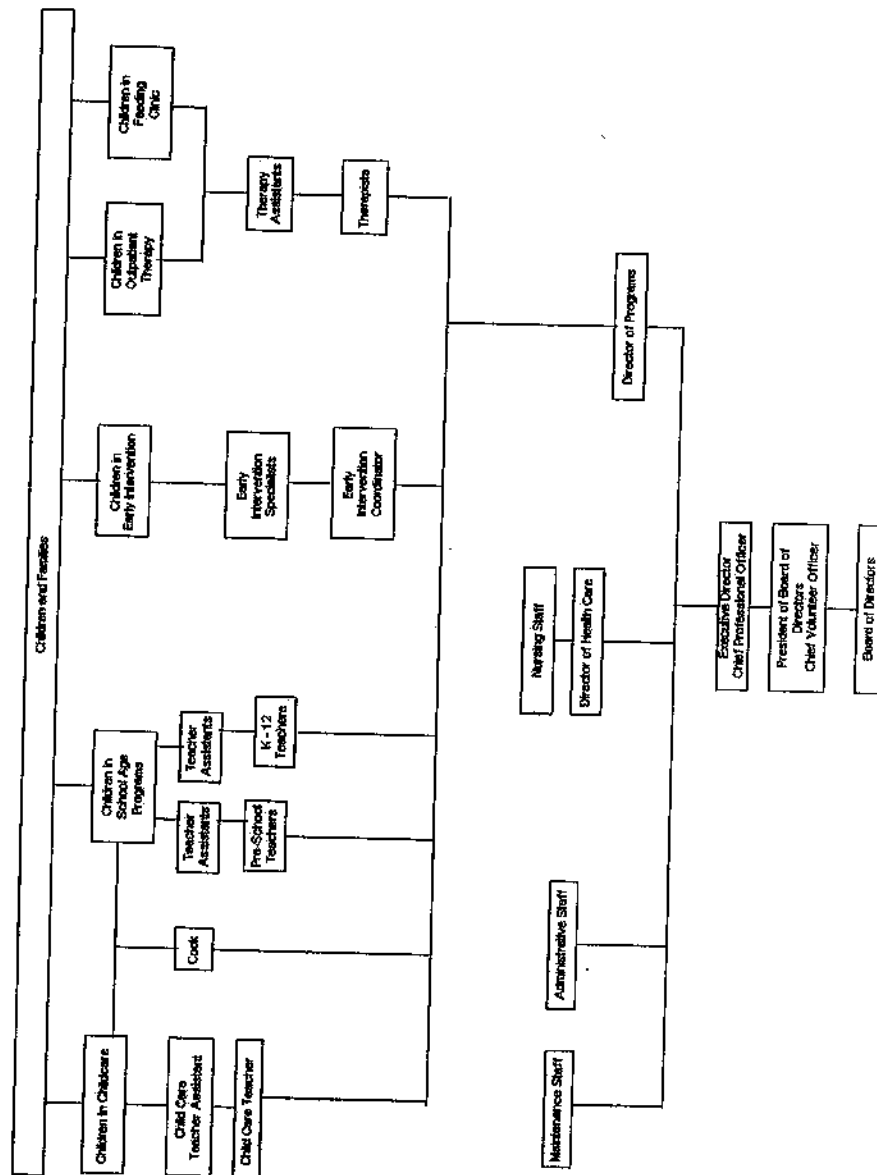 Children and Families
Children in Childcare
Children in
School Age
Programs
Children in
Early Intervention
Children in
Outpatient
Therapy
Children in
Feeding
Clinic
Child Care
Teacher Assistant
Cook
Teacher
Assistants
Teacher
Assistants
Early
Intervention
Specialists
Therapy
Assistants
Child Care Teacher
Pre-School
Teachers
K - 12
Teachers
Early
Intervention
Coordinator
Therapists
Maintenance Staff
Administrative Staff
Nursing Staff
Director of Health Care
Director of Programs
Executive Director
Chief Professional Officer
President of Board of
Directors
Chief Volunteer Officer
Board of Directors